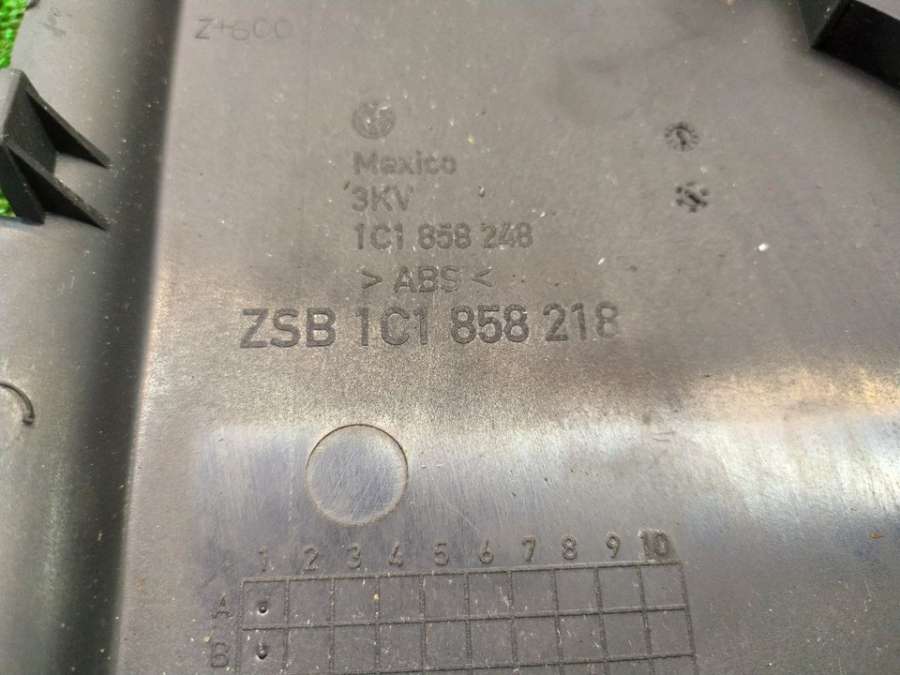 Z+600
Mexico
3KV
1C1 858 248
> ABS <
ZSB 1C1 858 218
1 2 3 4 5 6 7 8 9 10
A
B